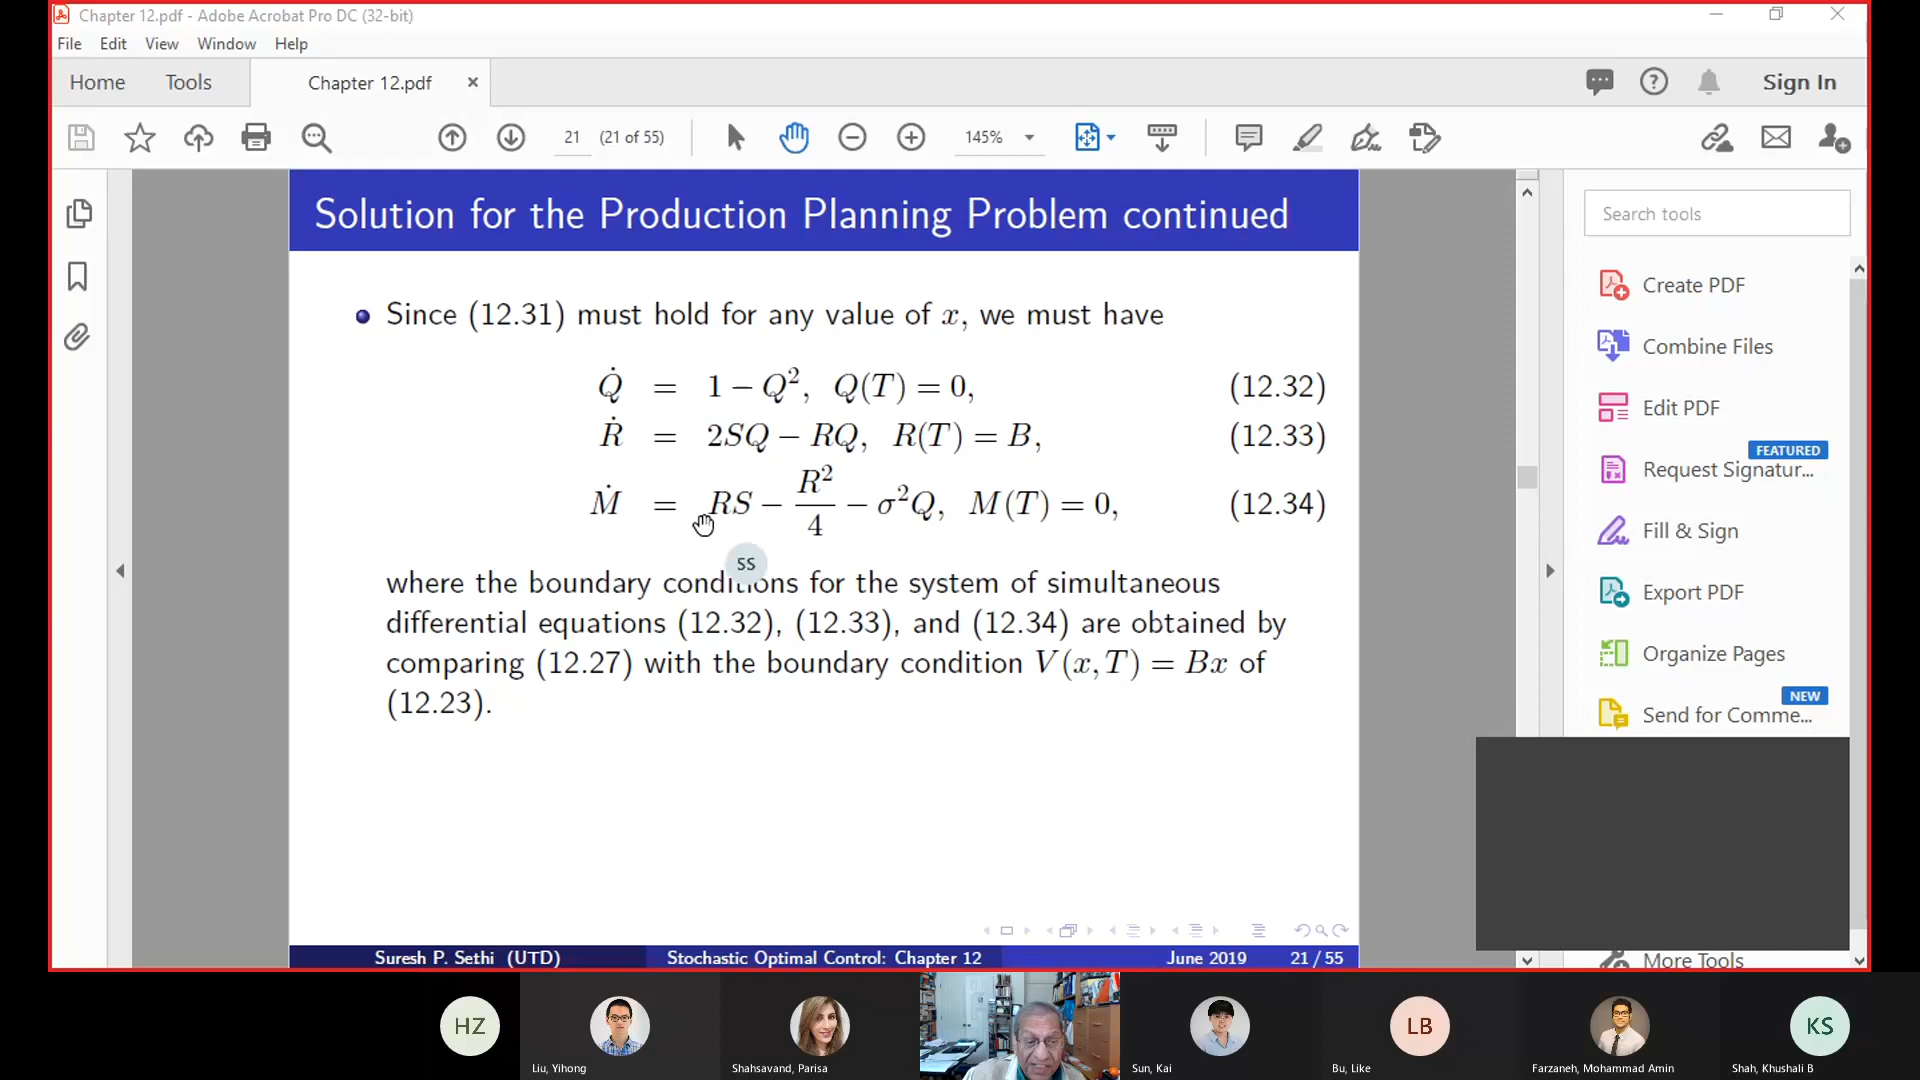 Chapter 12.pdf - Adobe Acrobat Pro DC (32-bit)
File Edit View Window Help
Home Tools Chapter 12.pdf × Sign In
21 (21 of 55) 145%
Search tools
Create PDF
Combine Files
Edit PDF
FEATURED
Request Signatur...
Fill & Sign
Export PDF
Organize Pages
NEW
Send for Comme...
More Tools
Solution for the Production Planning Problem continued
Since (12.31) must hold for any value of x, we must have
Q̇ = 1 − Q², Q(T) = 0, (12.32)
Ṙ = 2SQ − RQ, R(T) = B, (12.33)
Ṁ = RS − R²/4 − σ²Q, M(T) = 0, (12.34)
SS
where the boundary conditions for the system of simultaneous
differential equations (12.32), (12.33), and (12.34) are obtained by
comparing (12.27) with the boundary condition V(x, T) = Bx of
(12.23).
Suresh P. Sethi (UTD) Stochastic Optimal Control: Chapter 12 June 2019 21 / 55
HZ LB KS
Liu, Yihong Shahsavand, Parisa Sun, Kai Bu, Like Farzaneh, Mohammad Amin Shah, Khushali B